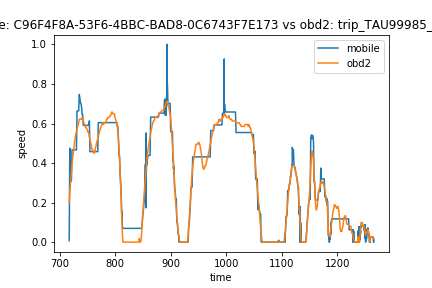 e: C96F4F8A-53F6-4BBC-BAD8-0C6743F7E173 vs obd2: trip_TAU99985_
mobile
obd2
1.0
0.8
0.6
0.4
0.2
0.0
speed
700 800 900 1000 1100 1200
time